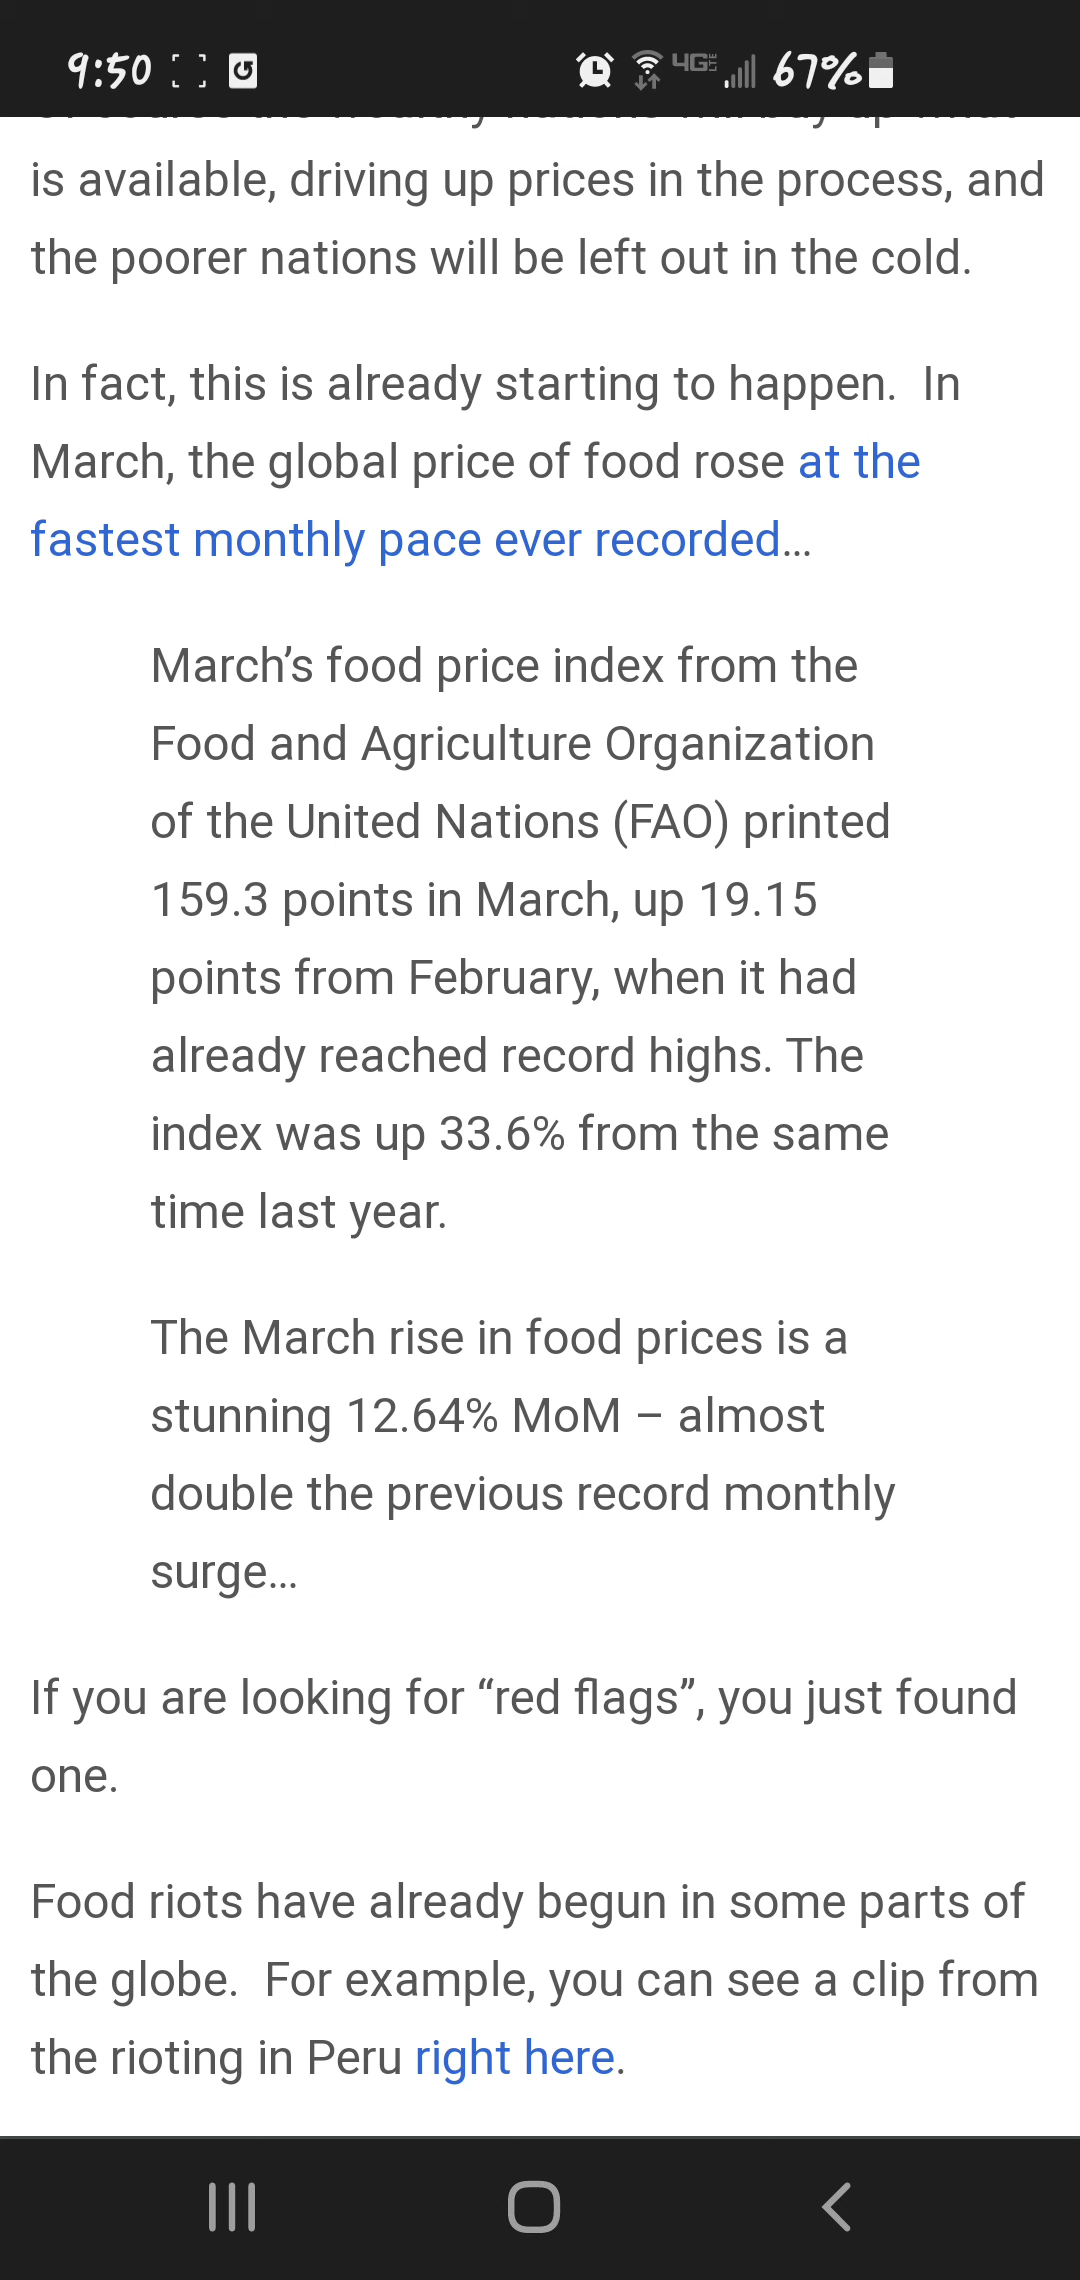 9:50 4G LTE 67%
is available, driving up prices in the process, and
the poorer nations will be left out in the cold.
In fact, this is already starting to happen.  In
March, the global price of food rose at the
fastest monthly pace ever recorded…
March’s food price index from the
Food and Agriculture Organization
of the United Nations (FAO) printed
159.3 points in March, up 19.15
points from February, when it had
already reached record highs. The
index was up 33.6% from the same
time last year.
The March rise in food prices is a
stunning 12.64% MoM – almost
double the previous record monthly
surge…
If you are looking for “red flags”, you just found
one.
Food riots have already begun in some parts of
the globe.  For example, you can see a clip from
the rioting in Peru right here.